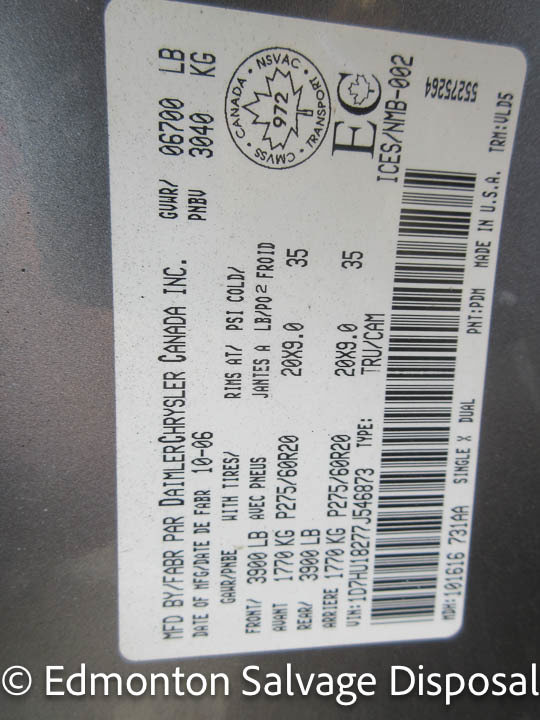 MFD BY/FABR PAR DAIMLERCHRYSLER CANADA INC.
DATE OF MFG/DATE DE FABR 10-06
GVWR/ 06700 LB
PNBV 3040 KG
GAWR/PNBE WITH TIRES/ RIMS AT/ PSI COLD/
AVEC PNEUS JANTES A LB/PO2 FROID
FRONT/ 3900 LB
AVANT 1770 KG P275/60R20 20X9.0 35
REAR/ 3900 LB
ARRIERE 1770 KG P275/60R20 20X9.0 35
VIN:1D7HU18277J546873 TYPE: TRU/CAM
CANADA • NSVAC • TRANSPORT • CMVSS •
972
EC
ICES/NMB-002
55275264
MDH:101616 731AA SINGLE X DUAL PNT:PDM MADE IN U.S.A. TRM:VLD5
© Edmonton Salvage Disposal